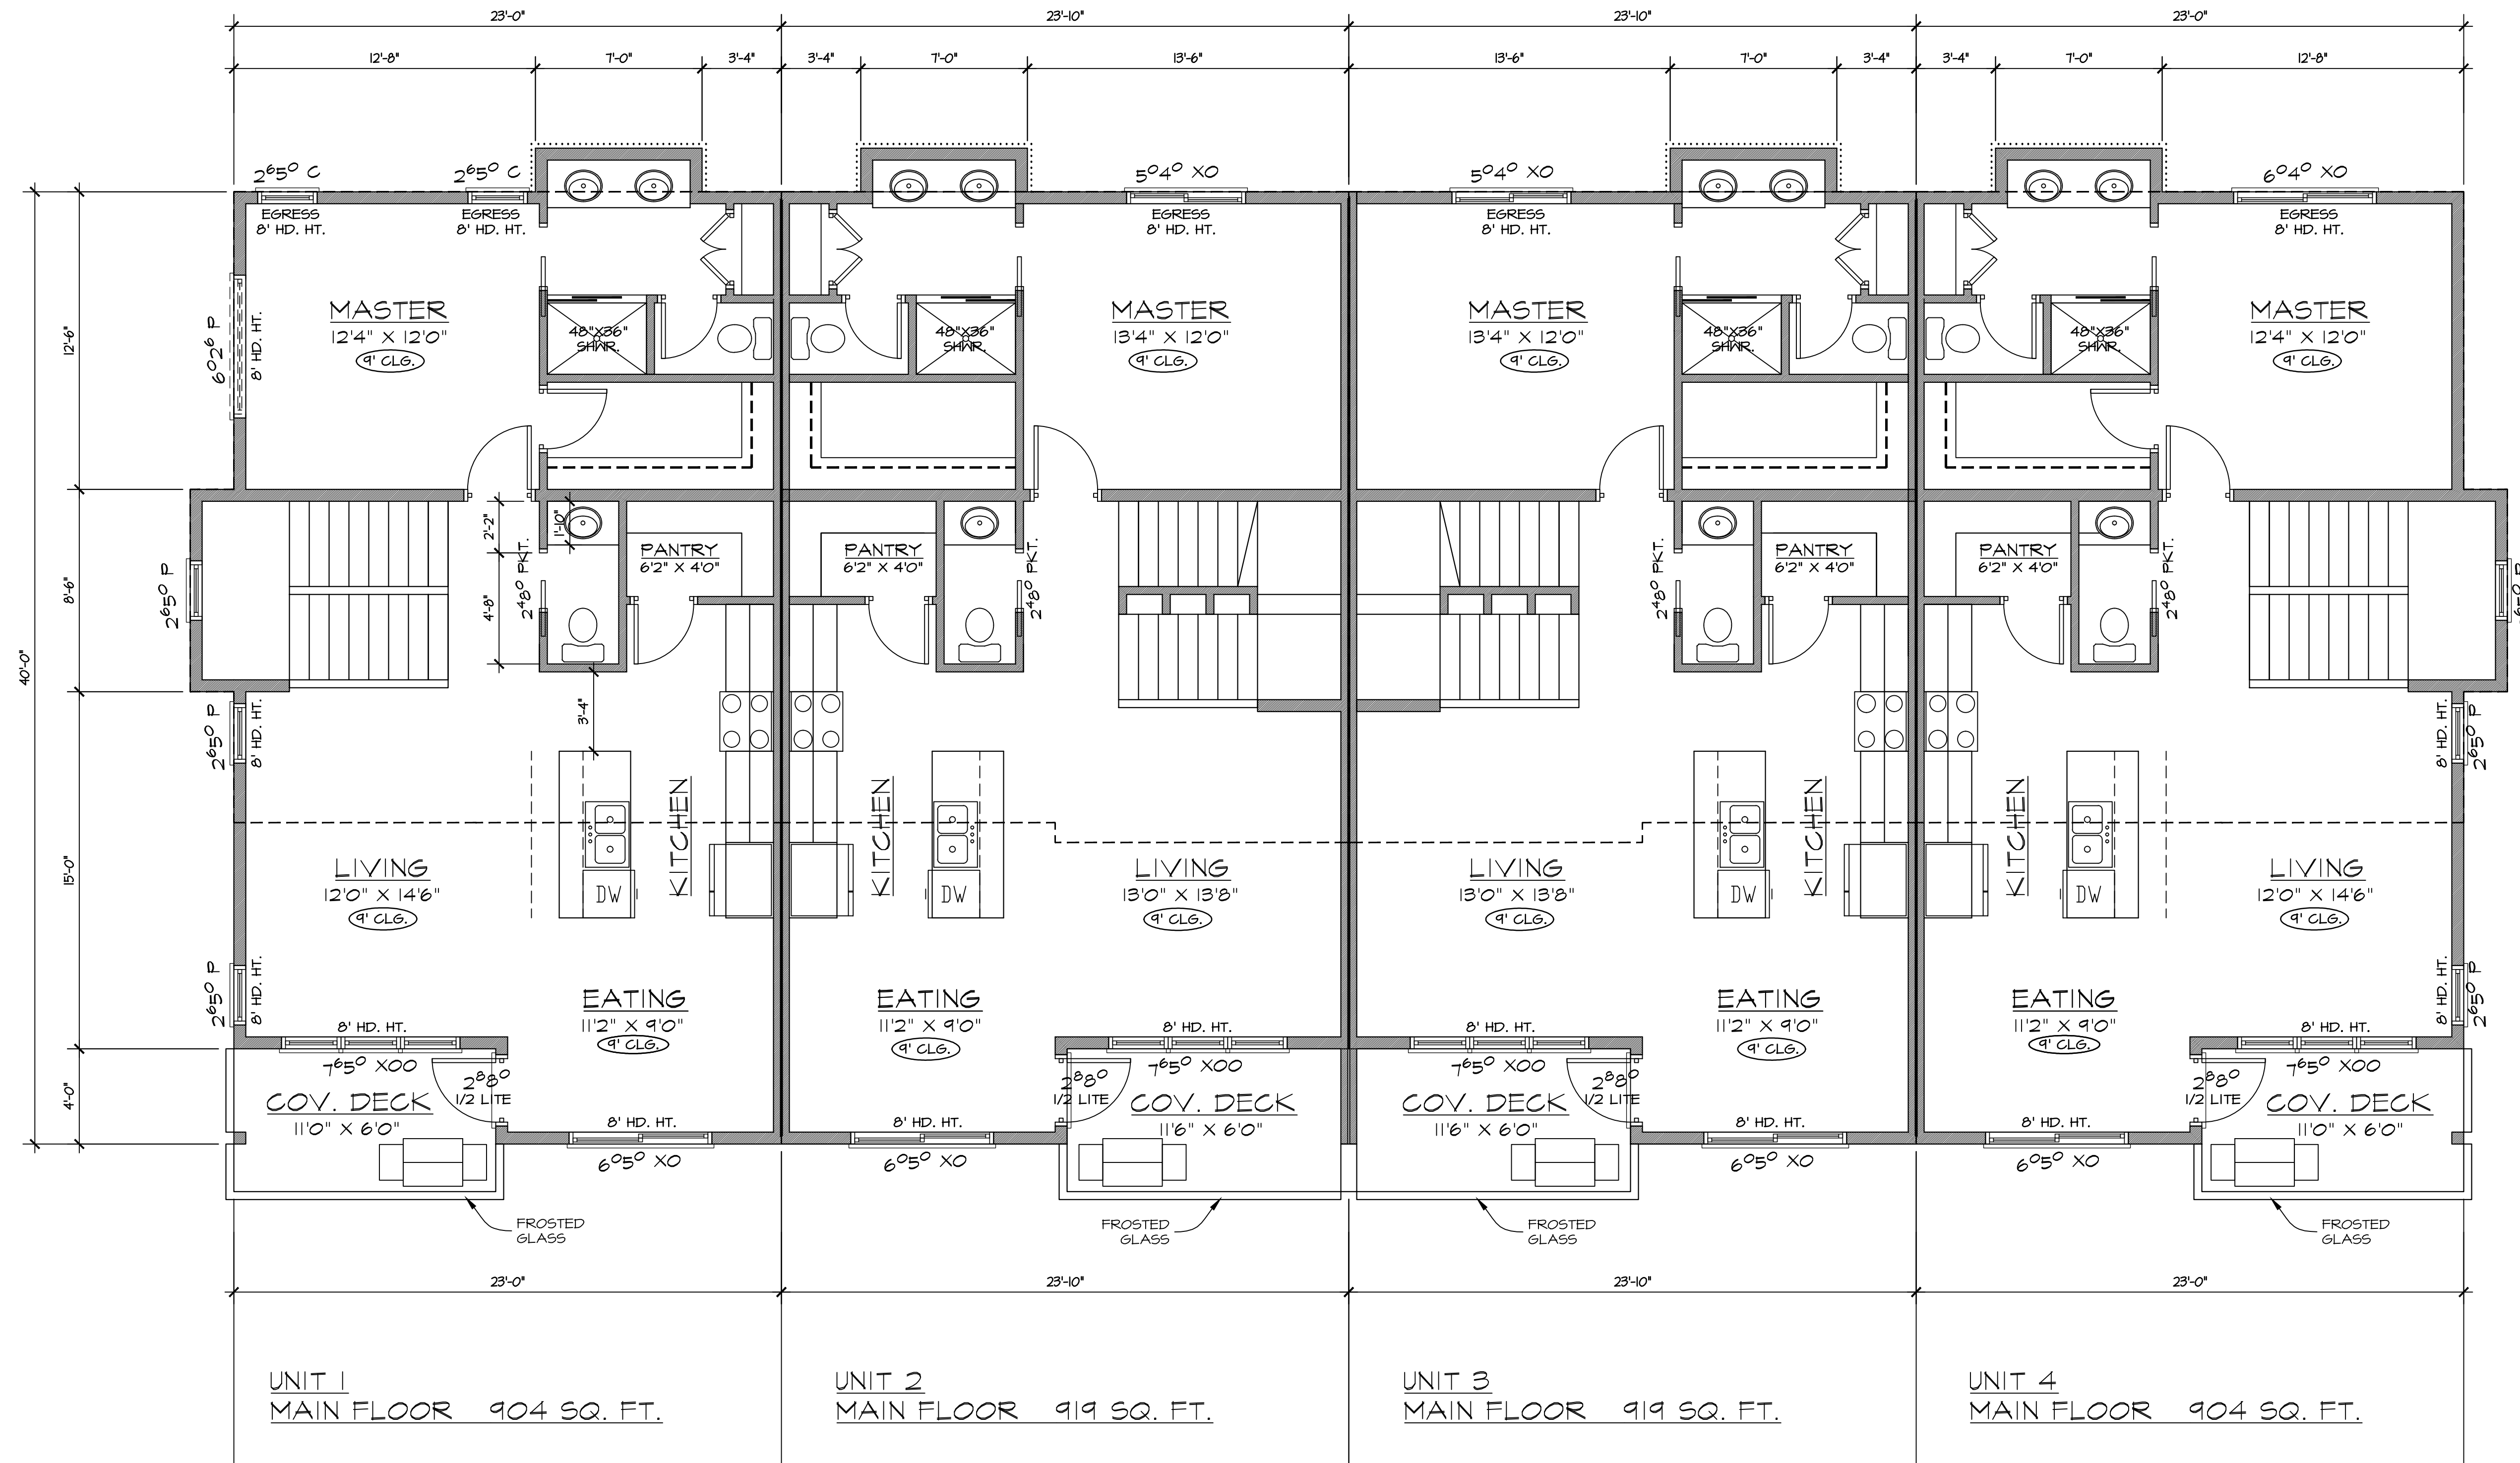 23'-0" 23'-10" 23'-10" 23'-0"
12'-8" 7'-0" 3'-4" 3'-4" 7'-0" 13'-6" 13'-6" 7'-0" 3'-4" 3'-4" 7'-0" 12'-8"
2⁶5⁰ C 2⁶5⁰ C 5⁰4⁰ XO 5⁰4⁰ XO 6⁰4⁰ XO
EGRESS EGRESS EGRESS EGRESS EGRESS
8' HD. HT. 8' HD. HT. 8' HD. HT. 8' HD. HT. 8' HD. HT.
12'-6"
6⁰2⁶ P
8' HD. HT.
MASTER MASTER MASTER MASTER
12'4" X 12'0" 13'4" X 12'0" 13'4" X 12'0" 12'4" X 12'0"
9' CLG. 9' CLG. 9' CLG. 9' CLG.
48"X36" 48"X36" 48"X36" 48"X36"
SHWR. SHWR. SHWR. SHWR.
2'-2"
1'-10"
4'-8"
8'-6"
40'-0"
2⁶5⁰ P
2⁴8⁰ PKT.
2⁴8⁰ PKT.
2⁴8⁰ PKT.
2⁴8⁰ PKT.
PANTRY PANTRY PANTRY PANTRY
6'2" X 4'0" 6'2" X 4'0" 6'2" X 4'0" 6'2" X 4'0"
3'-4"
2⁶5⁰ P
8' HD. HT.
8' HD. HT.
2⁶5⁰ P
KITCHEN KITCHEN KITCHEN KITCHEN
15'-0"
LIVING LIVING LIVING LIVING
12'0" X 14'6" 13'0" X 13'8" 13'0" X 13'8" 12'0" X 14'6"
9' CLG. 9' CLG. 9' CLG. 9' CLG.
DW DW DW DW
2⁶5⁰ P
8' HD. HT.
8' HD. HT.
2⁶5⁰ P
EATING EATING EATING EATING
11'2" X 9'0" 11'2" X 9'0" 11'2" X 9'0" 11'2" X 9'0"
9' CLG. 9' CLG. 9' CLG. 9' CLG.
8' HD. HT. 8' HD. HT. 8' HD. HT. 8' HD. HT.
7⁶5⁰ XOO 7⁶5⁰ XOO 7⁶5⁰ XOO 7⁶5⁰ XOO
2⁸8⁰ 2⁸8⁰ 2⁸8⁰ 2⁸8⁰
1/2 LITE 1/2 LITE 1/2 LITE 1/2 LITE
4'-0"
COV. DECK COV. DECK COV. DECK COV. DECK
11'0" X 6'0" 11'6" X 6'0" 11'6" X 6'0" 11'0" X 6'0"
8' HD. HT. 8' HD. HT. 8' HD. HT. 8' HD. HT.
6⁰5⁰ XO 6⁰5⁰ XO 6⁰5⁰ XO 6⁰5⁰ XO
FROSTED FROSTED FROSTED FROSTED
GLASS GLASS GLASS GLASS
23'-0" 23'-10" 23'-10" 23'-0"
UNIT 1 UNIT 2 UNIT 3 UNIT 4
MAIN FLOOR 904 SQ. FT. MAIN FLOOR 919 SQ. FT. MAIN FLOOR 919 SQ. FT. MAIN FLOOR 904 SQ. FT.